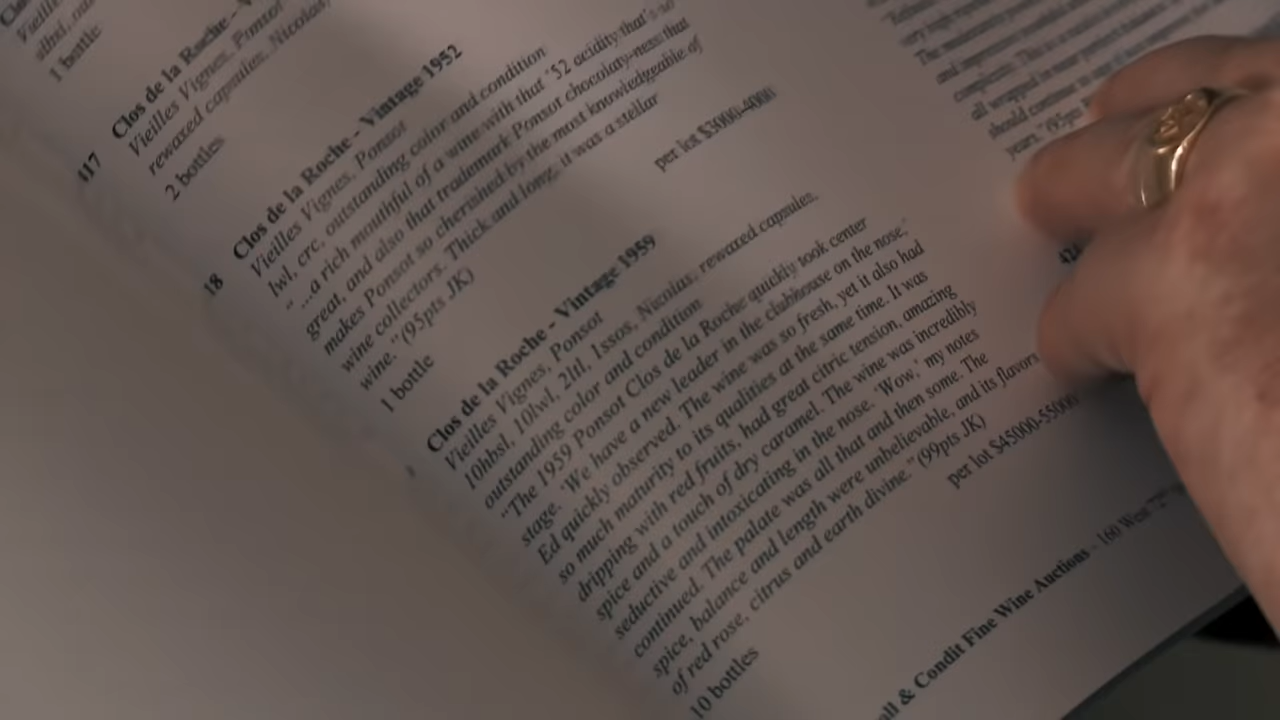 1 bottle
417
Clos de la Roche - V
Vieilles Vignes, Ponsot
rewaxed capsules, Nicolas,
2 bottles
18
Clos de la Roche - Vintage 1952
Vieilles Vignes, Ponsot
lwl, crc, outstanding color and condition
"...a rich mouthful of a wine with that '52 acidity that's so
great, and also that trademark Ponsot chocolaty-ness that
makes Ponsot so cherished by the most knowledgeable of
wine collectors. Thick and long, it was a stellar
wine." (95pts JK)
1 bottle
per lot $3000-4000
Clos de la Roche - Vintage 1959
Vieilles Vignes, Ponsot
10hbsl, 10lwl, 2ltl, 1ssos, Nicolas, rewaxed capsules,
outstanding color and condition
"The 1959 Ponsot Clos de la Roche quickly took center
stage. 'We have a new leader in the clubhouse on the nose,'
Ed quickly observed. The wine was so fresh, yet it also had
so much maturity to its qualities at the same time. It was
dripping with red fruits, had great citric tension, amazing
spice and a touch of dry caramel. The wine was incredibly
seductive and intoxicating in the nose. 'Wow,' my notes
continued. The palate was all that and then some. The
spice, balance and length were unbelievable, and its flavors
of red rose, citrus and earth divine." (99pts JK)
10 bottles
per lot $45000-55000
all & Condit Fine Wine Auctions - 160 West
should continue
years." (95p
42